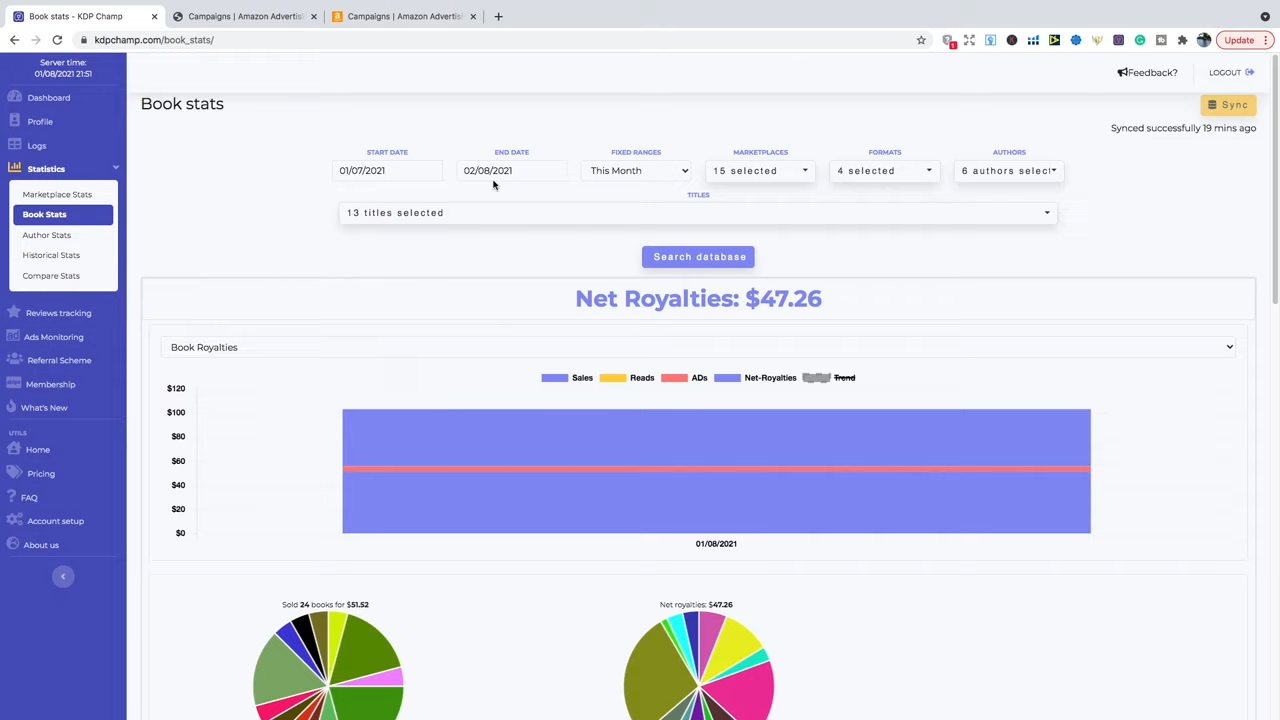 Book stats - KDP Champ
Campaigns | Amazon Advertis
Campaigns | Amazon Advertis
kdpchamp.com/book_stats/
1
Update
Server time:
01/08/2021 21:51
Feedback?
LOGOUT
Dashboard
Profile
Logs
Statistics
Marketplace Stats
Book Stats
Author Stats
Historical Stats
Compare Stats
Reviews tracking
Ads Monitoring
Referral Scheme
Membership
What's New
UTILS
Home
Pricing
FAQ
Account setup
About us
Book stats
Sync
Synced successfully 19 mins ago
START DATE
END DATE
FIXED RANGES
MARKETPLACES
FORMATS
AUTHORS
01/07/2021
02/08/2021
This Month
15 selected
4 selected
6 authors select
TITLES
13 titles selected
Search database
Net Royalties: $47.26
Book Royalties
Sales
Reads
ADs
Net-Royalties
Trend
$120
$100
$80
$60
$40
$20
$0
01/08/2021
Sold 24 books for $51.52
Net royalties: $47.26